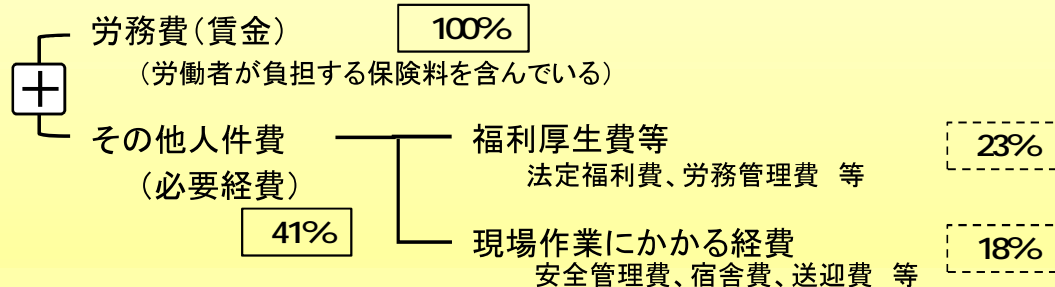 労務費（賃金） 100%
（労働者が負担する保険料を含んでいる）
＋
その他人件費 福利厚生費等 23%
（必要経費） 法定福利費、労務管理費 等
41% 現場作業にかかる経費 18%
安全管理費、宿舎費、送迎費 等